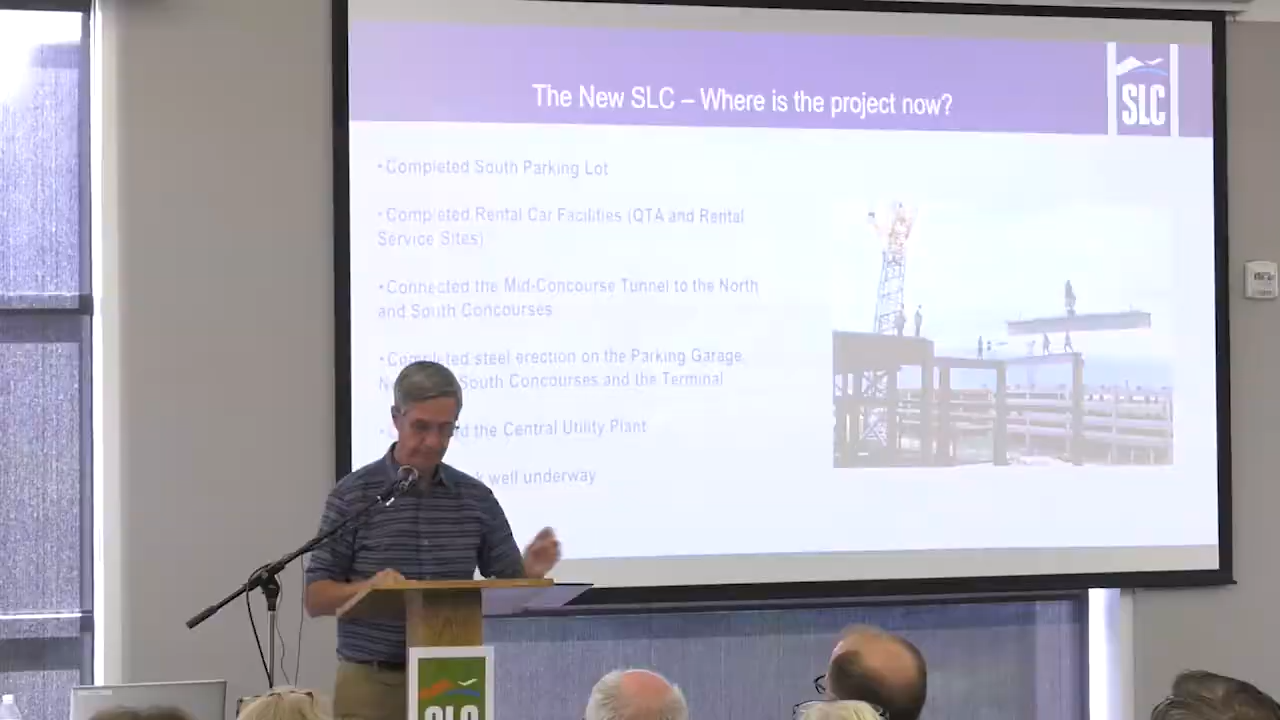 The New SLC – Where is the project now?
SLC
•Completed South Parking Lot
•Completed Rental Car Facilities (QTA and Rental
Service Sites)
•Connected the Mid-Concourse Tunnel to the North
and South Concourses
•Completed steel erection on the Parking Garage,
South Concourses and the Terminal
the Central Utility Plant
well underway
SLC